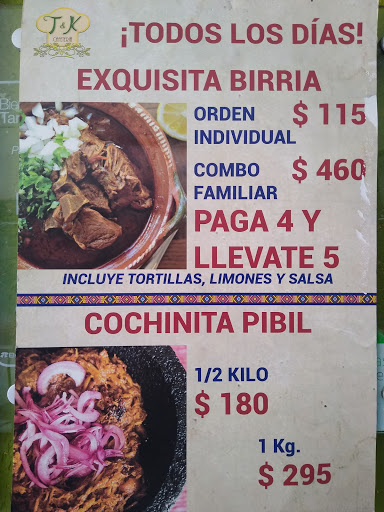 T&K
¡TODOS LOS DÍAS!
EXQUISITA BIRRIA
ORDEN INDIVIDUAL $ 115
COMBO FAMILIAR $ 460
PAGA 4 Y
LLEVATE 5
INCLUYE TORTILLAS, LIMONES Y SALSA
COCHINITA PIBIL
1/2 KILO
$ 180
1 Kg.
$ 295